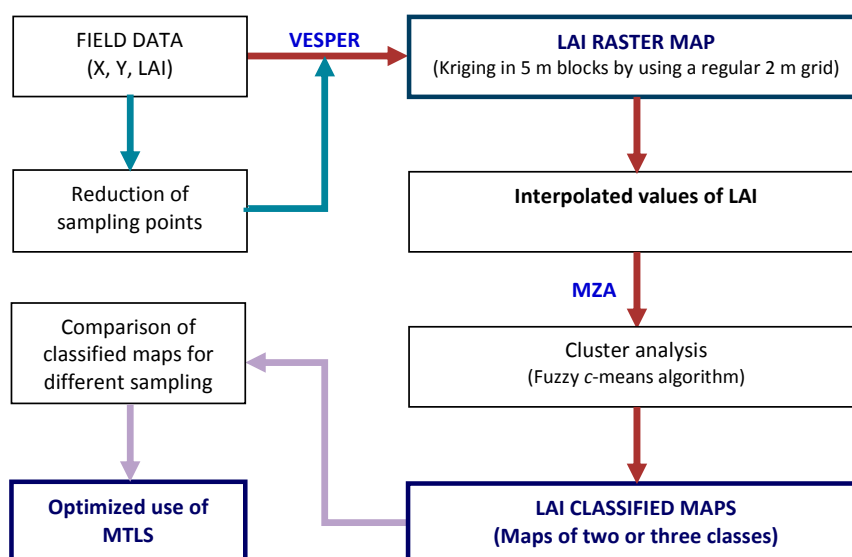 FIELD DATA
(X, Y, LAI)
VESPER
LAI RASTER MAP
(Kriging in 5 m blocks by using a regular 2 m grid)
Reduction of
sampling points
Interpolated values of LAI
MZA
Comparison of
classified maps for
different sampling
Cluster analysis
(Fuzzy c-means algorithm)
Optimized use of
MTLS
LAI CLASSIFIED MAPS
(Maps of two or three classes)